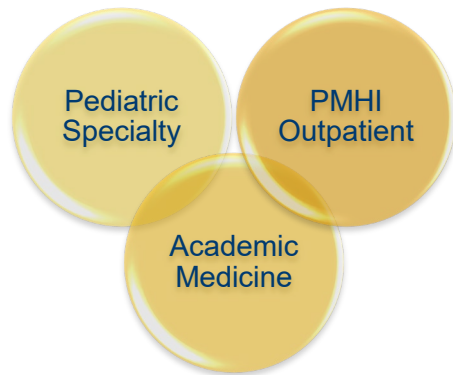 Pediatric
Specialty
PMHI
Outpatient
Academic
Medicine